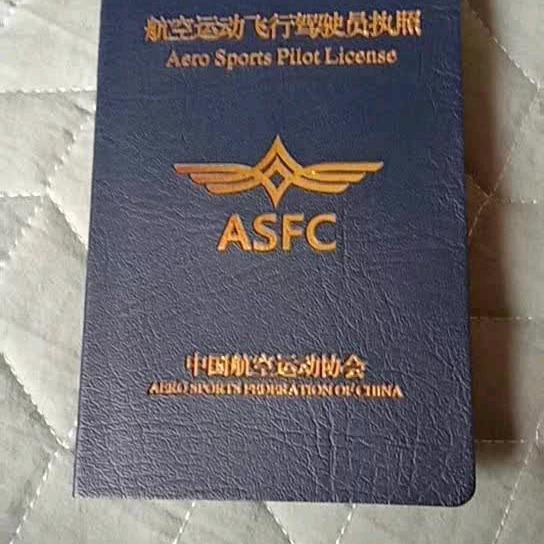 航空运动飞行驾驶员执照
Aero Sports Pilot License
ASFC
中国航空运动协会
AERO SPORTS FEDERATION OF CHINA